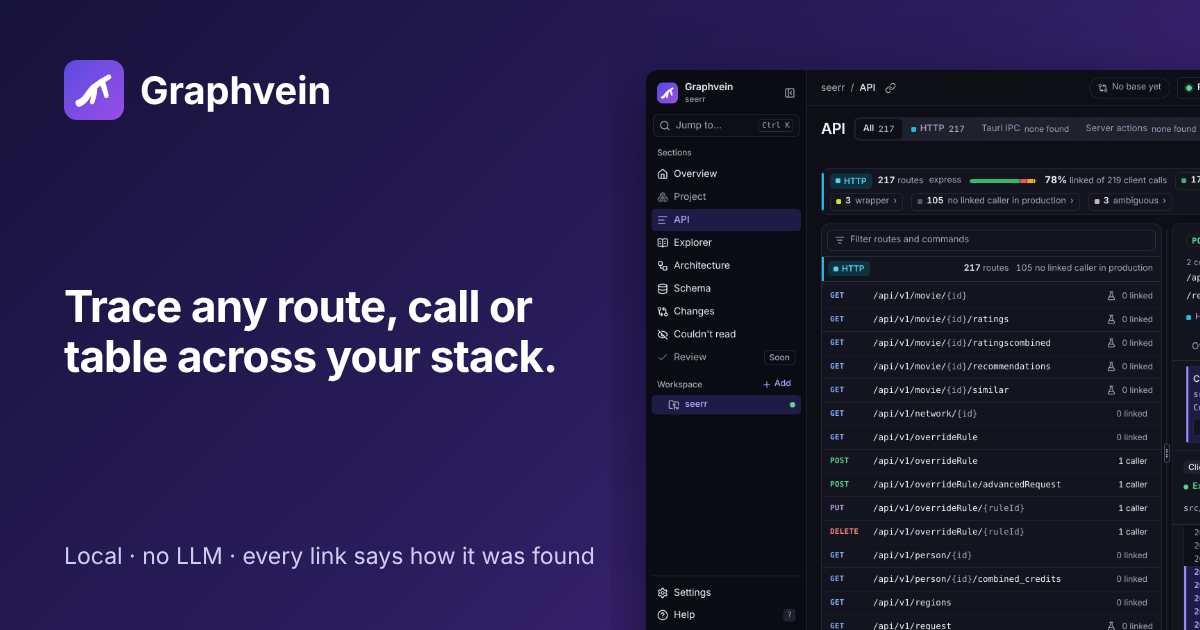 Graphvein
Trace any route, call or
table across your stack.
Local · no LLM · every link says how it was found
Graphvein
seerr
Jump to... Ctrl K
Sections
Overview
Project
API
Explorer
Architecture
Schema
Changes
Couldn't read
Review Soon
Workspace + Add
seerr
Settings
Help ?
seerr / API No base yet
API All 217 HTTP 217 Tauri IPC none found Server actions none found
HTTP 217 routes express 78% linked of 219 client calls 17
3 wrapper › 105 no linked caller in production › 3 ambiguous ›
Filter routes and commands
HTTP 217 routes 105 no linked caller in production
GET /api/v1/movie/{id} 0 linked
GET /api/v1/movie/{id}/ratings 0 linked
GET /api/v1/movie/{id}/ratingscombined 0 linked
GET /api/v1/movie/{id}/recommendations 0 linked
GET /api/v1/movie/{id}/similar 0 linked
GET /api/v1/network/{id} 0 linked
GET /api/v1/overrideRule 0 linked
POST /api/v1/overrideRule 1 caller
POST /api/v1/overrideRule/advancedRequest 1 caller
PUT /api/v1/overrideRule/{ruleId} 1 caller
DELETE /api/v1/overrideRule/{ruleId} 1 caller
GET /api/v1/person/{id} 0 linked
GET /api/v1/person/{id}/combined_credits 0 linked
GET /api/v1/regions 0 linked
GET /api/v1/request 0 linked